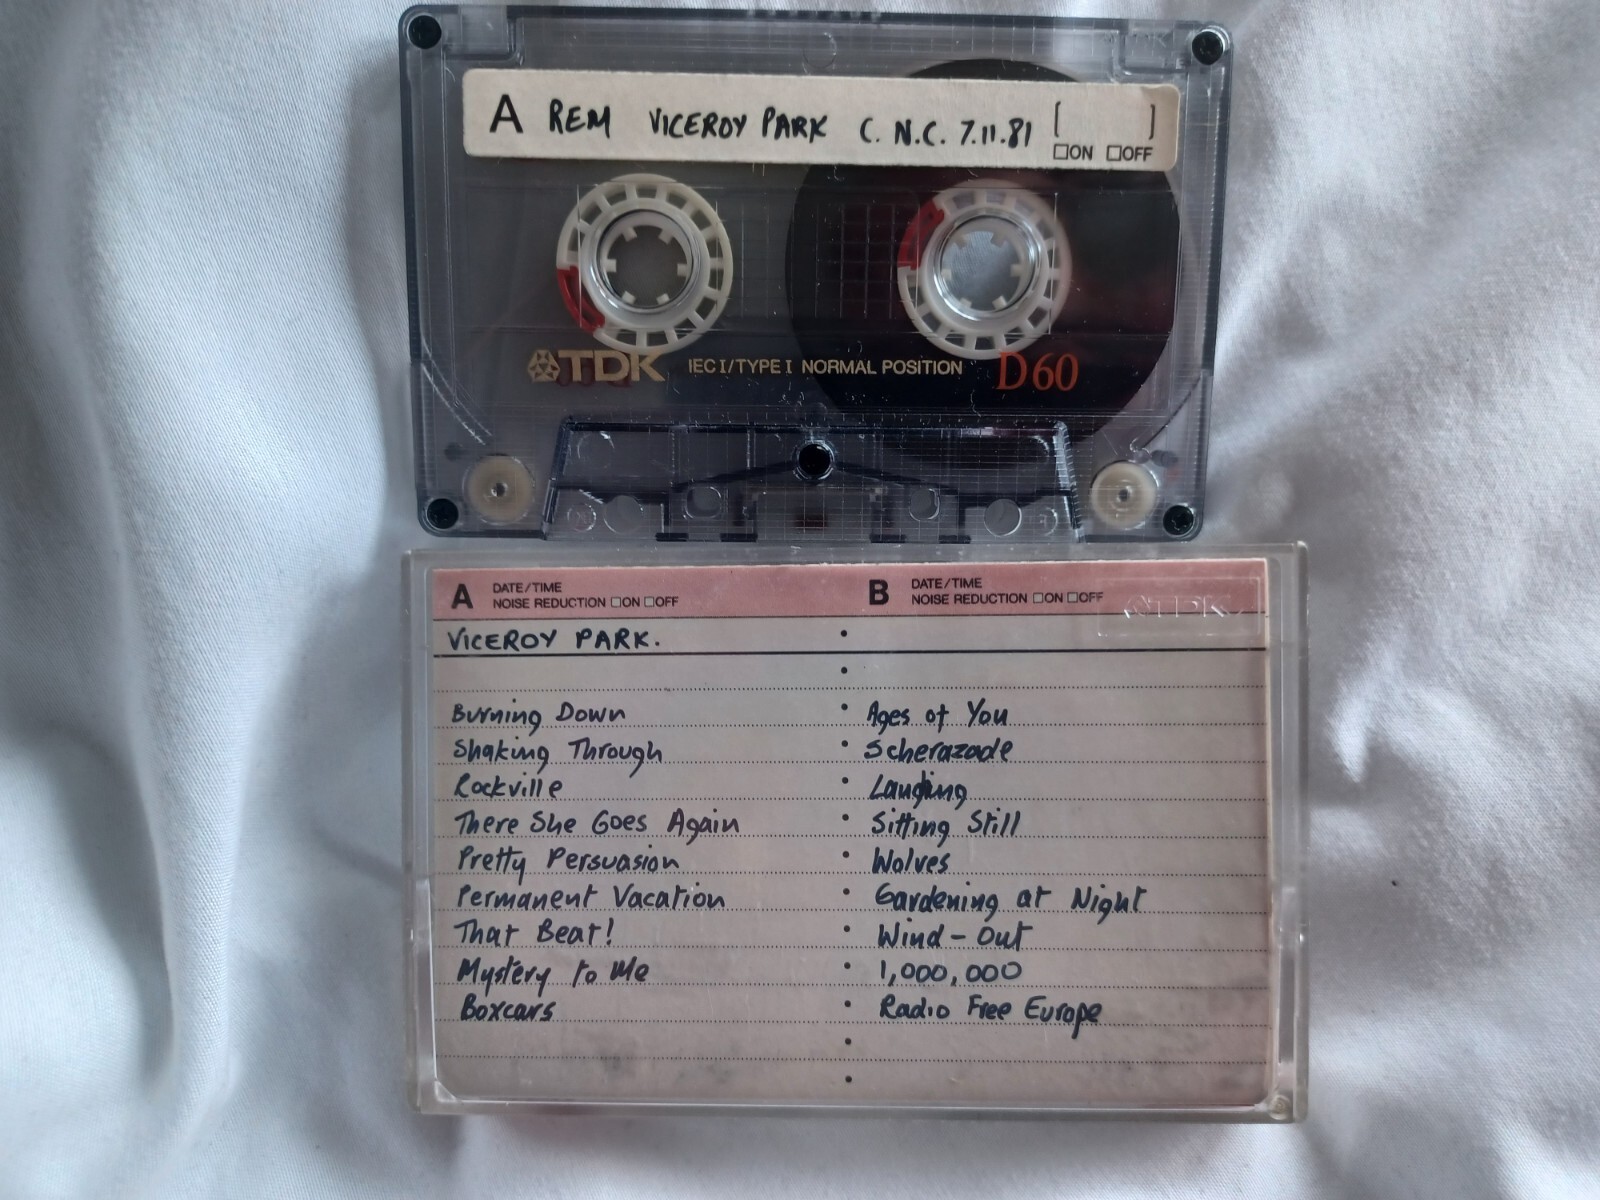 A REM VICEROY PARK C. N.C. 7.11.81 [ ]
□ON □OFF
TDK IEC I/TYPE I NORMAL POSITION D60
A DATE/TIME
NOISE REDUCTION □ON □OFF
B DATE/TIME
NOISE REDUCTION □ON □OFF
TDK
VICEROY PARK.
Burning Down
Shaking Through
Rockville
There She Goes Again
Pretty Persuasion
Permanent Vacation
That Beat!
Mystery to Me
Boxcars
Ages of You
Scherazade
Laughing
Sitting Still
Wolves
Gardening at Night
Wind-Out
1,000,000
Radio Free Europe